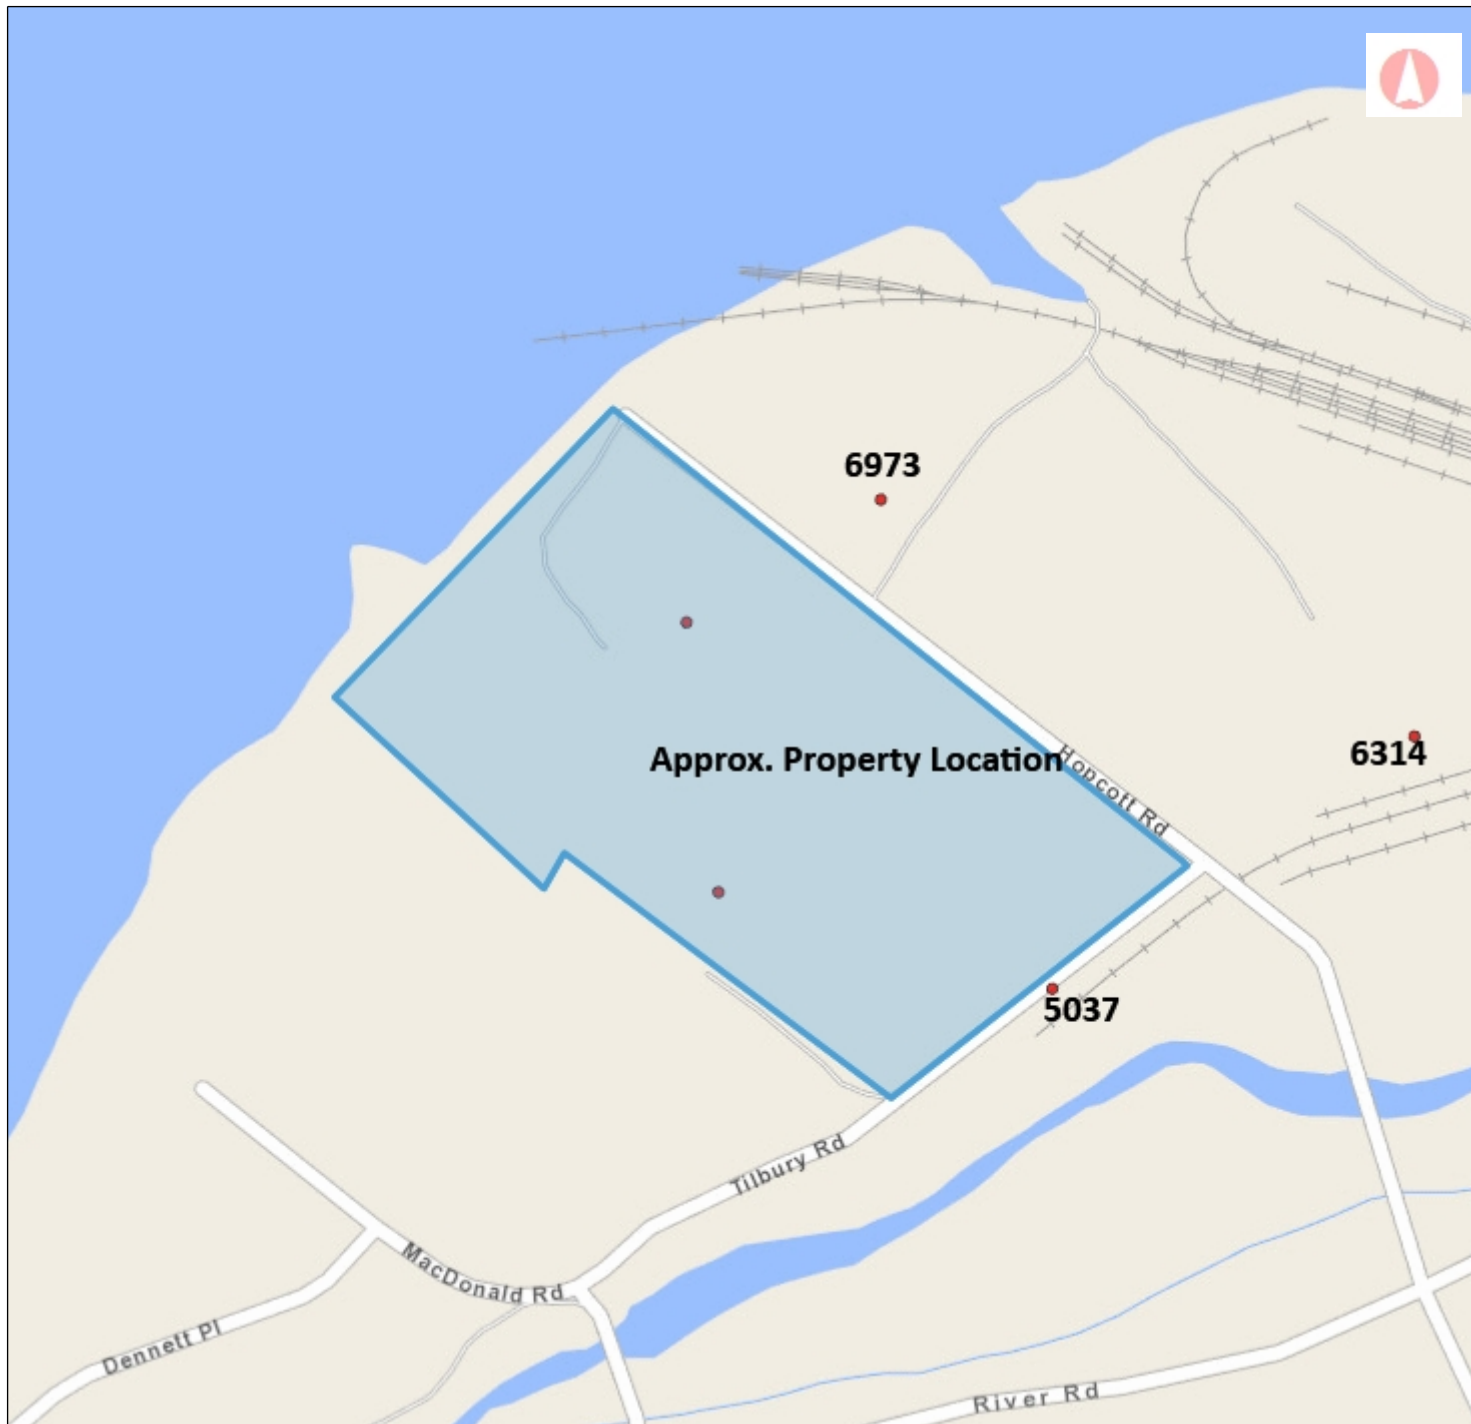 6973
Approx. Property Location
Hopcott Rd
6314
5037
Tilbury Rd
MacDonald Rd
Dennett Pl
River Rd